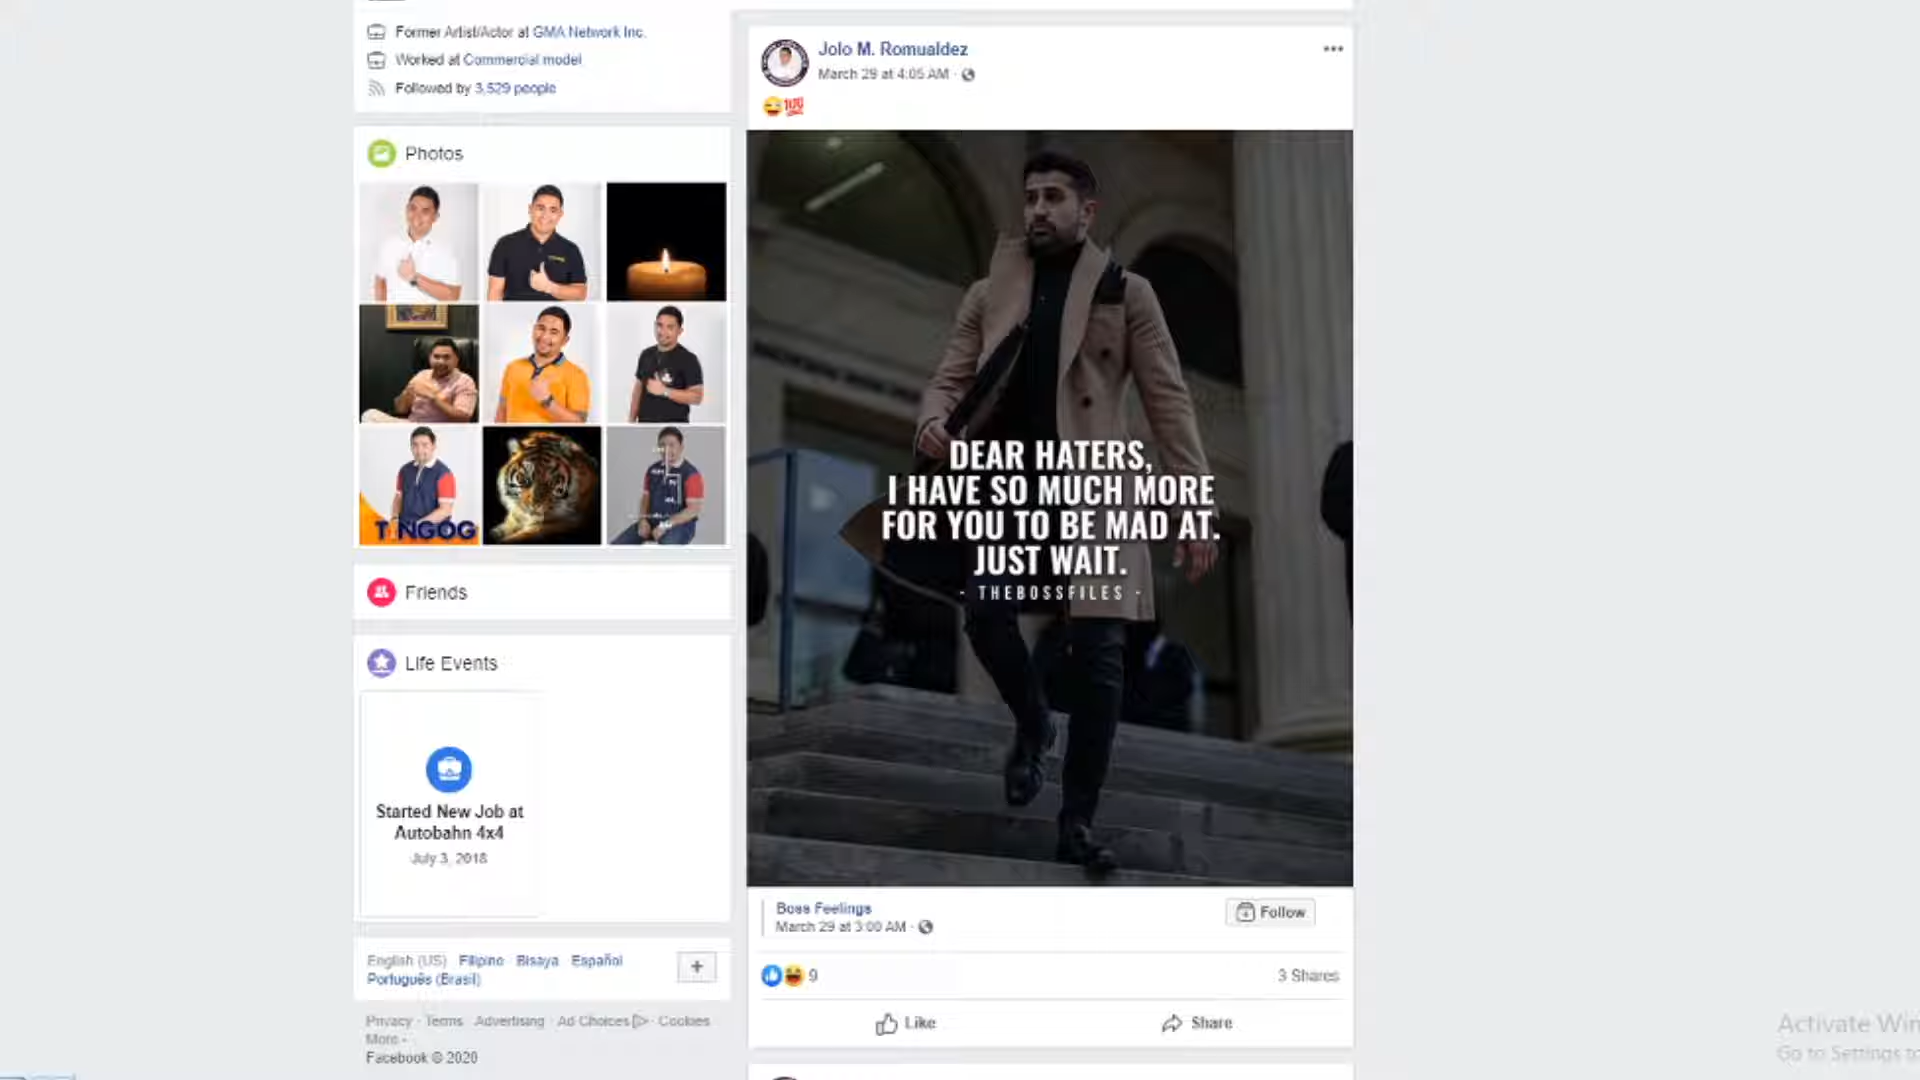 Former Artist/Actor at GMA Network Inc.
Worked at Commercial model
Followed by 3,529 people
Photos
TINGOG
Friends
Life Events
Started New Job at
Autobahn 4x4
July 3, 2018
English (US) Filipino Bisaya Español
Português (Brasil)
+
Privacy · Terms · Advertising · Ad Choices · Cookies ·
More
Facebook © 2020
Jolo M. Romualdez
March 29 at 4:05 AM ·
😅💯
DEAR HATERS,
I HAVE SO MUCH MORE
FOR YOU TO BE MAD AT.
JUST WAIT.
- THEBOSSFILES -
Boss Feelings
March 29 at 3:00 AM ·
Follow
9
3 Shares
Like
Share
Activate Win
Go to Settings to